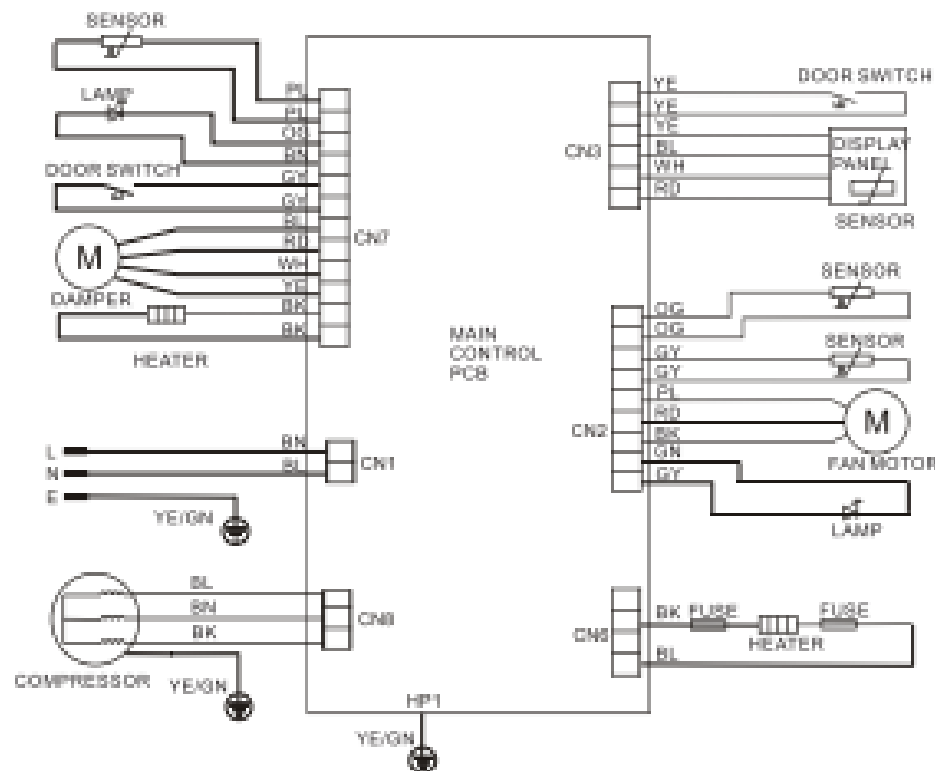 SENSOR
LAMP
DOOR SWITCH
M
DAMPER
HEATER
PL
PL
OG
BN
GY
GY
BL
RD
WH
YE
BK
BK
CN7
L
N
E
BN
BL
CN1
YE/GN
BL
BN
BK
CN8
COMPRESSOR
YE/GN
MAIN
CONTROL
PCB
HP1
YE/GN
YE
YE
YE
BL
WH
RD
CN3
DOOR SWITCH
DISPLAY
PANEL
SENSOR
SENSOR
OG
OG
SENSOR
GY
GY
PL
RD
BK
GN
GY
CN2
M
FAN MOTOR
LAMP
CN6
BK
FUSE
HEATER
FUSE
BL